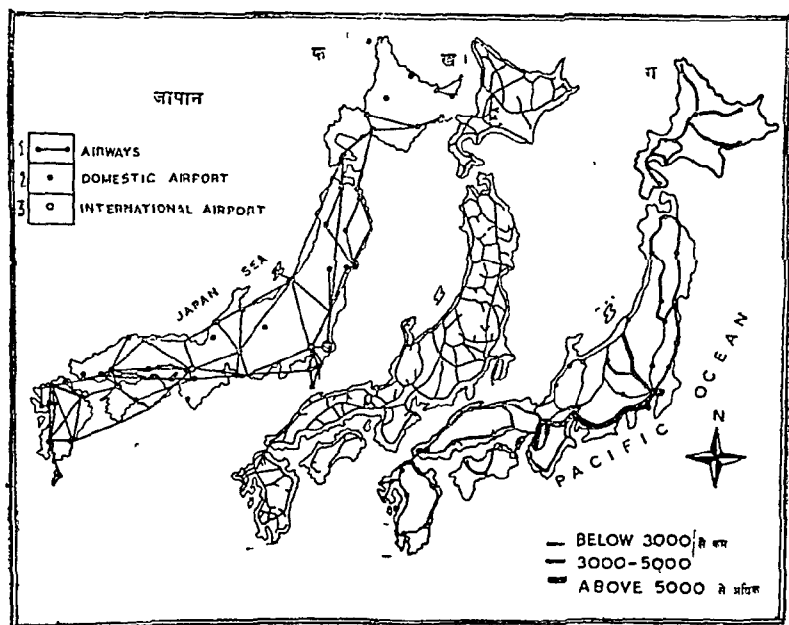 फ
ख
ग
जापान
1 AIRWAYS
2 DOMESTIC AIRPORT
3 INTERNATIONAL AIRPORT
JAPAN SEA
PACIFIC OCEAN
N
BELOW 3000 से कम
3000-5000
ABOVE 5000 से अधिक